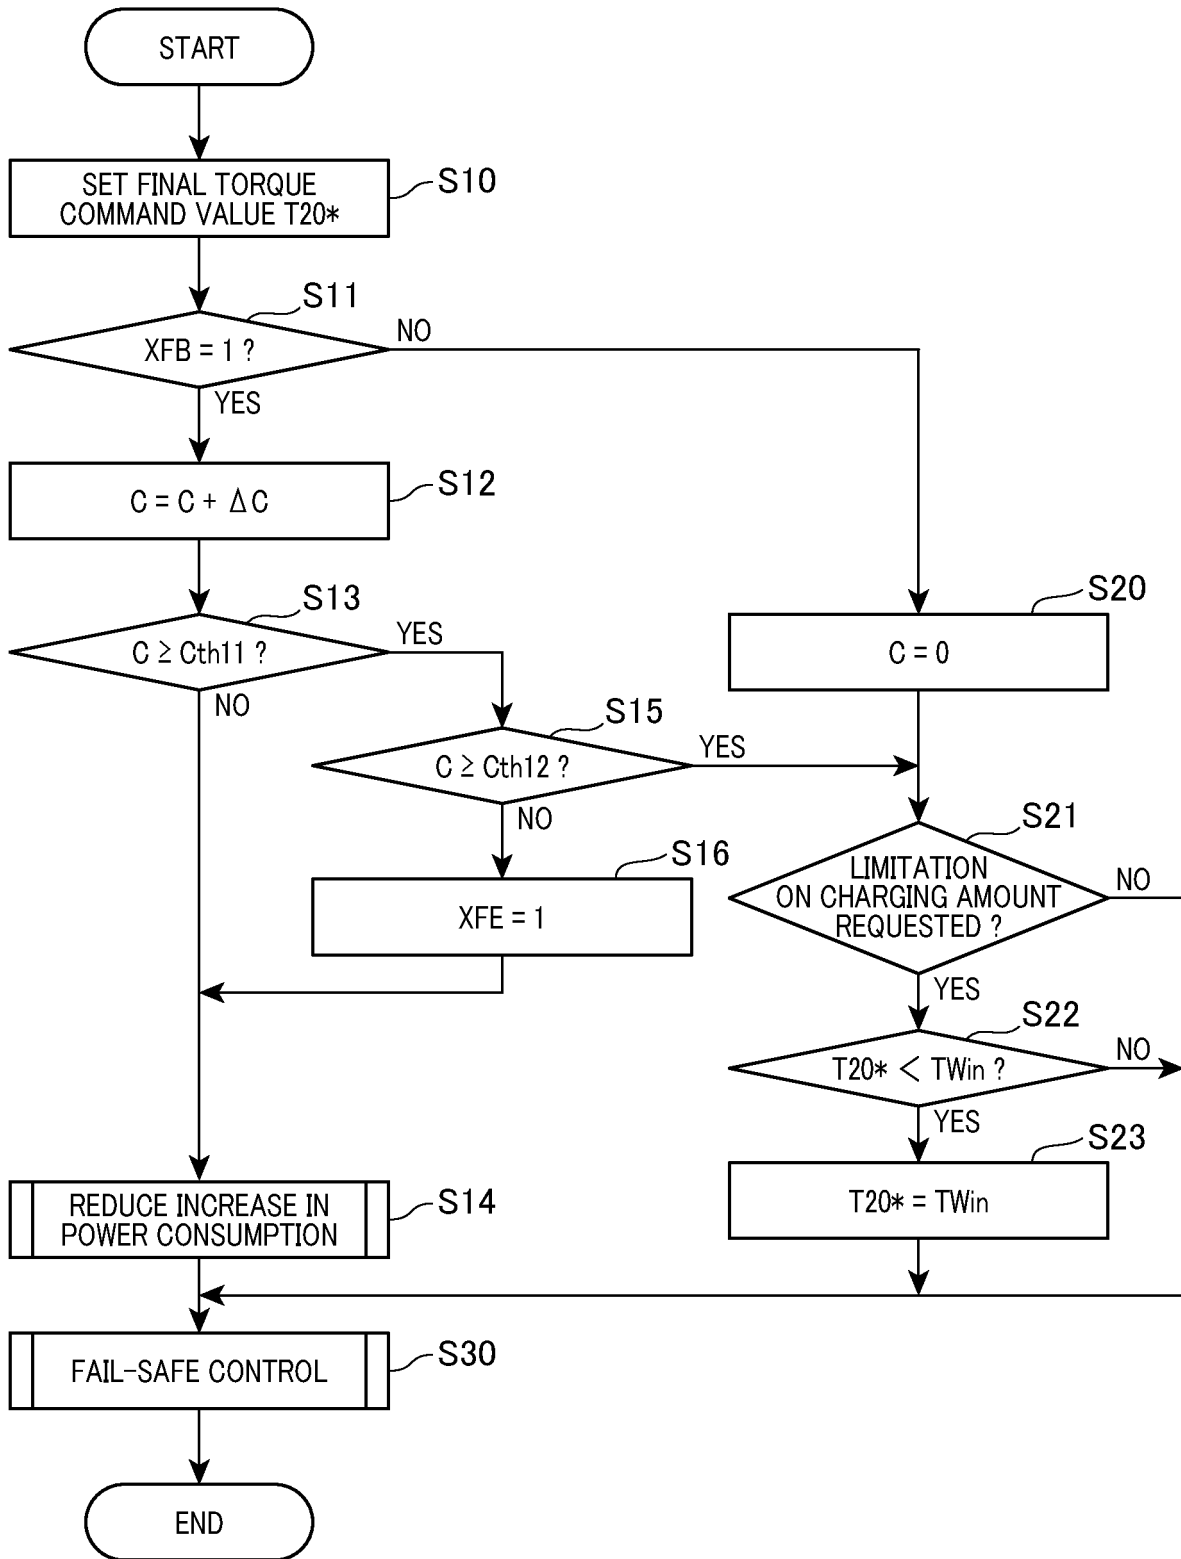 START
SET FINAL TORQUE
COMMAND VALUE T20*
S10
S11
XFB = 1 ?
NO
YES
C = C + Δ C
S12
S13
C ≥ Cth11 ?
YES
NO
S20
C = 0
S15
C ≥ Cth12 ?
YES
NO
S16
XFE = 1
S21
LIMITATION
ON CHARGING AMOUNT
REQUESTED ?
NO
YES
S22
T20* < TWin ?
NO
YES
S23
T20* = TWin
REDUCE INCREASE IN
POWER CONSUMPTION
S14
FAIL-SAFE CONTROL
S30
END